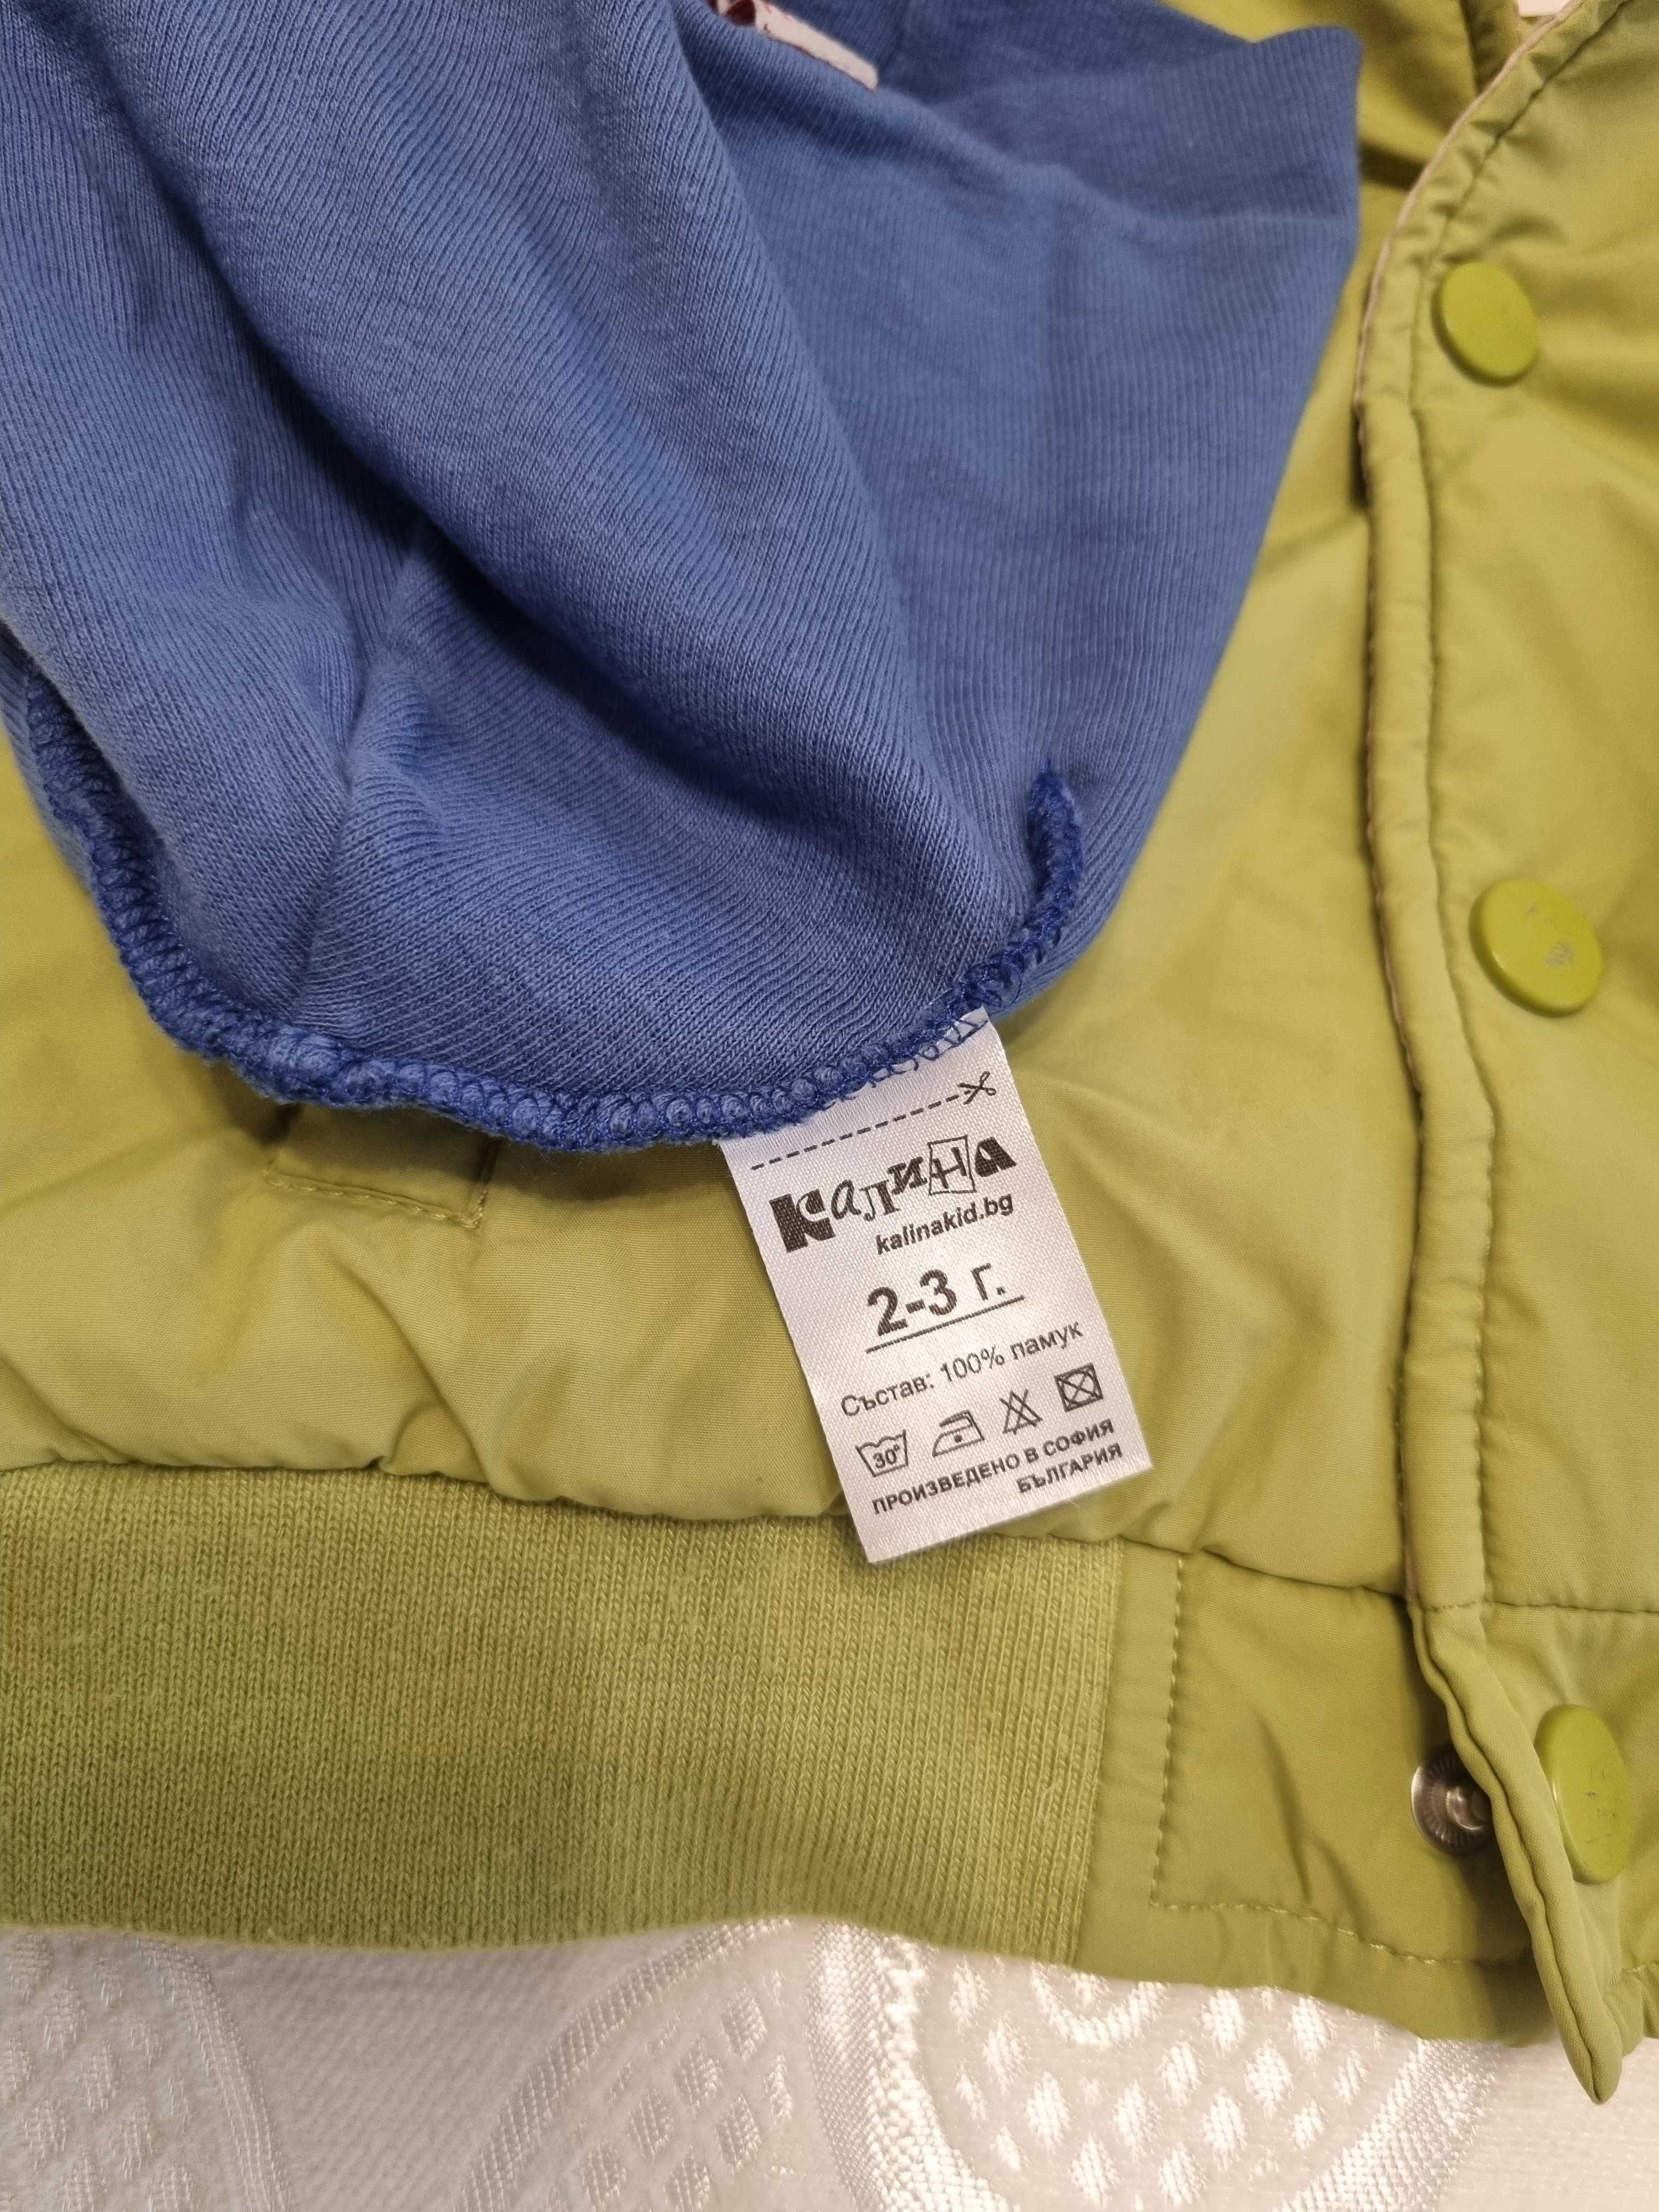 Калина
kalinakid.bg
2-3 г.
Състав: 100% памук
30°
ПРОИЗВЕДЕНО В СОФИЯ
БЪЛГАРИЯ